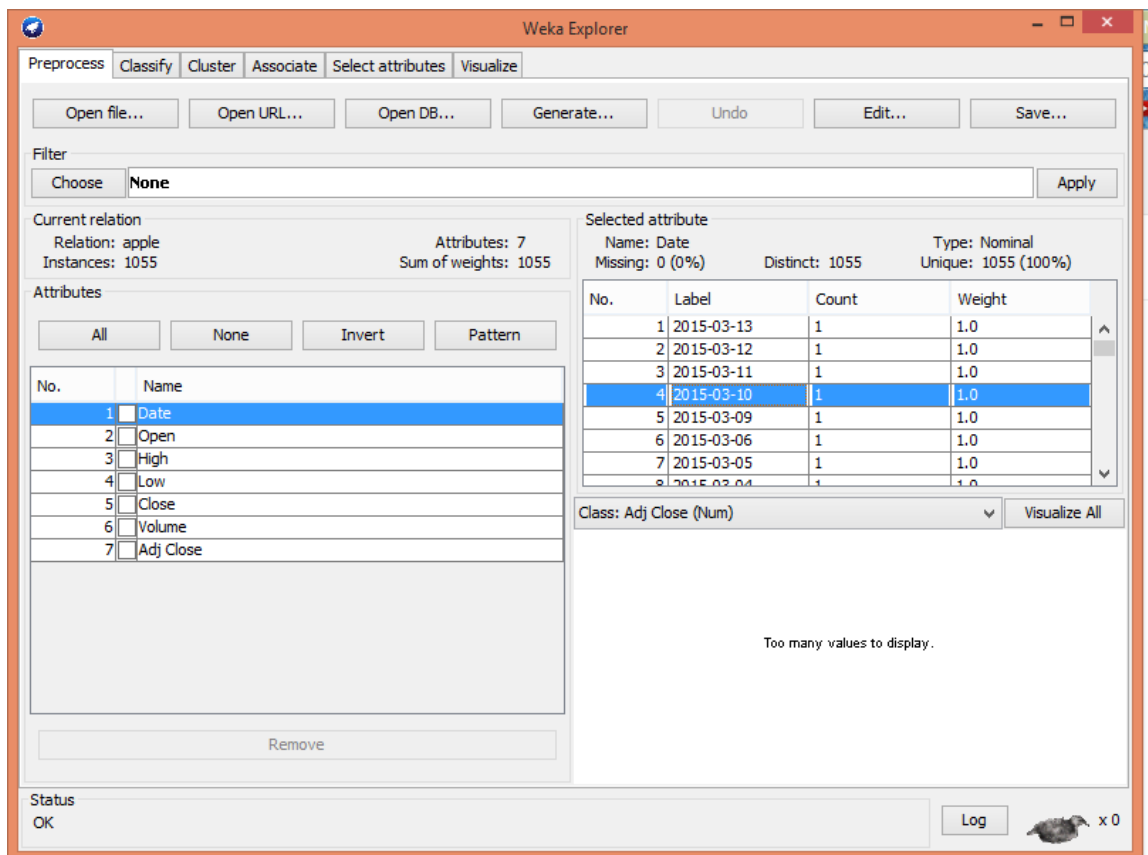 Weka Explorer
Preprocess Classify Cluster Associate Select attributes Visualize
Open file... Open URL... Open DB... Generate... Undo Edit... Save...
Filter
Choose None Apply
Current relation
Relation: apple Attributes: 7
Instances: 1055 Sum of weights: 1055
Attributes
All None Invert Pattern
No. Name
1 Date
2 Open
3 High
4 Low
5 Close
6 Volume
7 Adj Close
Remove
Selected attribute
Name: Date Type: Nominal
Missing: 0 (0%) Distinct: 1055 Unique: 1055 (100%)
No. Label Count Weight
1 2015-03-13 1 1.0
2 2015-03-12 1 1.0
3 2015-03-11 1 1.0
4 2015-03-10 1 1.0
5 2015-03-09 1 1.0
6 2015-03-06 1 1.0
7 2015-03-05 1 1.0
8 2015-03-04 1 1.0
Class: Adj Close (Num) Visualize All
Too many values to display.
Status
OK Log x 0